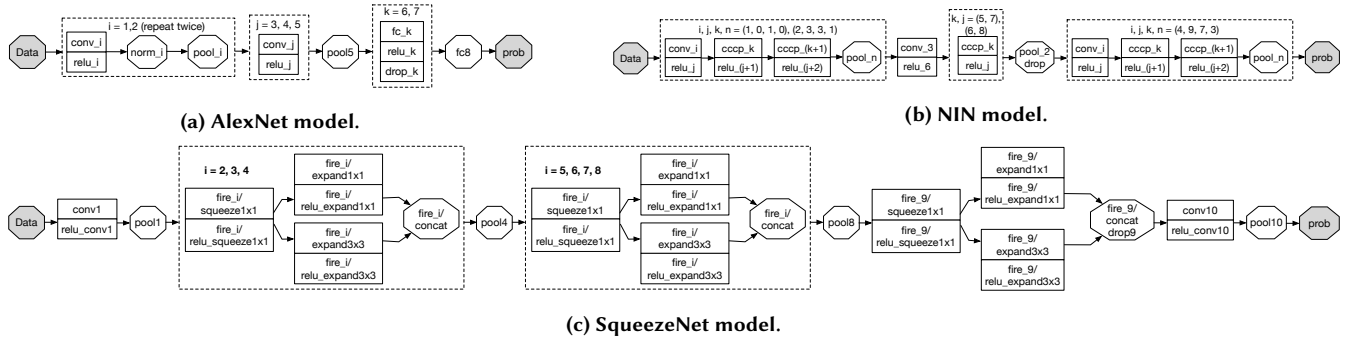 i = 1,2 (repeat twice)
Data
conv_i
relu_i
norm_i
pool_i
j = 3, 4, 5
conv_j
relu_j
pool5
k = 6, 7
fc_k
relu_k
drop_k
fc8
prob
(a) AlexNet model.
i, j, k, n = (1, 0, 1, 0), (2, 3, 3, 1)
Data
conv_i
relu_j
cccp_k
relu_(j+1)
cccp_(k+1)
relu_(j+2)
pool_n
conv_3
relu_6
k, j = (5, 7),
(6, 8)
cccp_k
relu_j
pool_2
drop
i, j, k, n = (4, 9, 7, 3)
conv_i
relu_j
cccp_k
relu_(j+1)
cccp_(k+1)
relu_(j+2)
pool_n
prob
(b) NIN model.
Data
conv1
relu_conv1
pool1
i = 2, 3, 4
fire_i/
squeeze1x1
fire_i/
relu_squeeze1x1
fire_i/
expand1x1
fire_i/
relu_expand1x1
fire_i/
expand3x3
fire_i/
relu_expand3x3
fire_i/
concat
pool4
i = 5, 6, 7, 8
fire_i/
squeeze1x1
fire_i/
relu_squeeze1x1
fire_i/
expand1x1
fire_i/
relu_expand1x1
fire_i/
expand3x3
fire_i/
relu_expand3x3
fire_i/
concat
pool8
fire_9/
squeeze1x1
fire_9/
relu_squeeze1x1
fire_9/
expand1x1
fire_9/
relu_expand1x1
fire_9/
expand3x3
fire_9/
relu_expand3x3
fire_9/
concat
drop9
conv10
relu_conv10
pool10
prob
(c) SqueezeNet model.